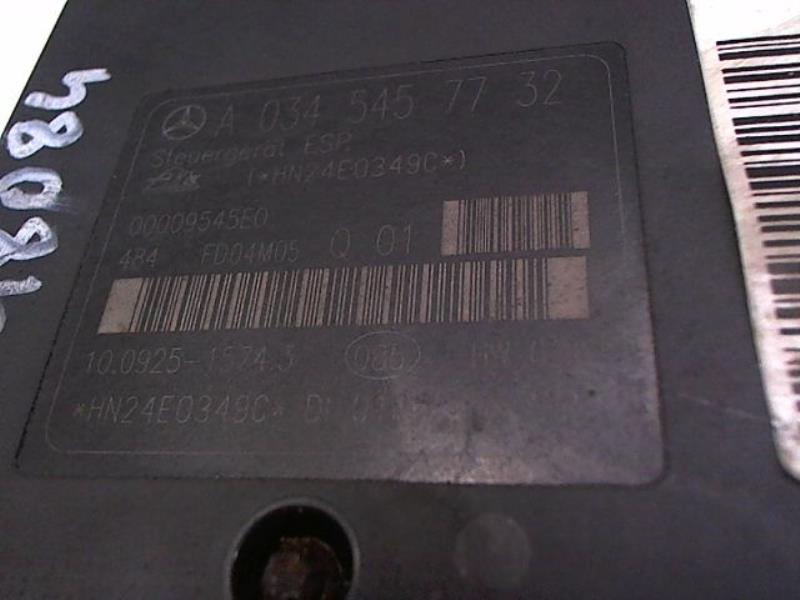 A 034 545 77 32
Steuergerät ESP
(*HN24E0349C*)
00009545E0
484 FD04M05 Q 01
10.0925-1574.3
*HN24E0349C*